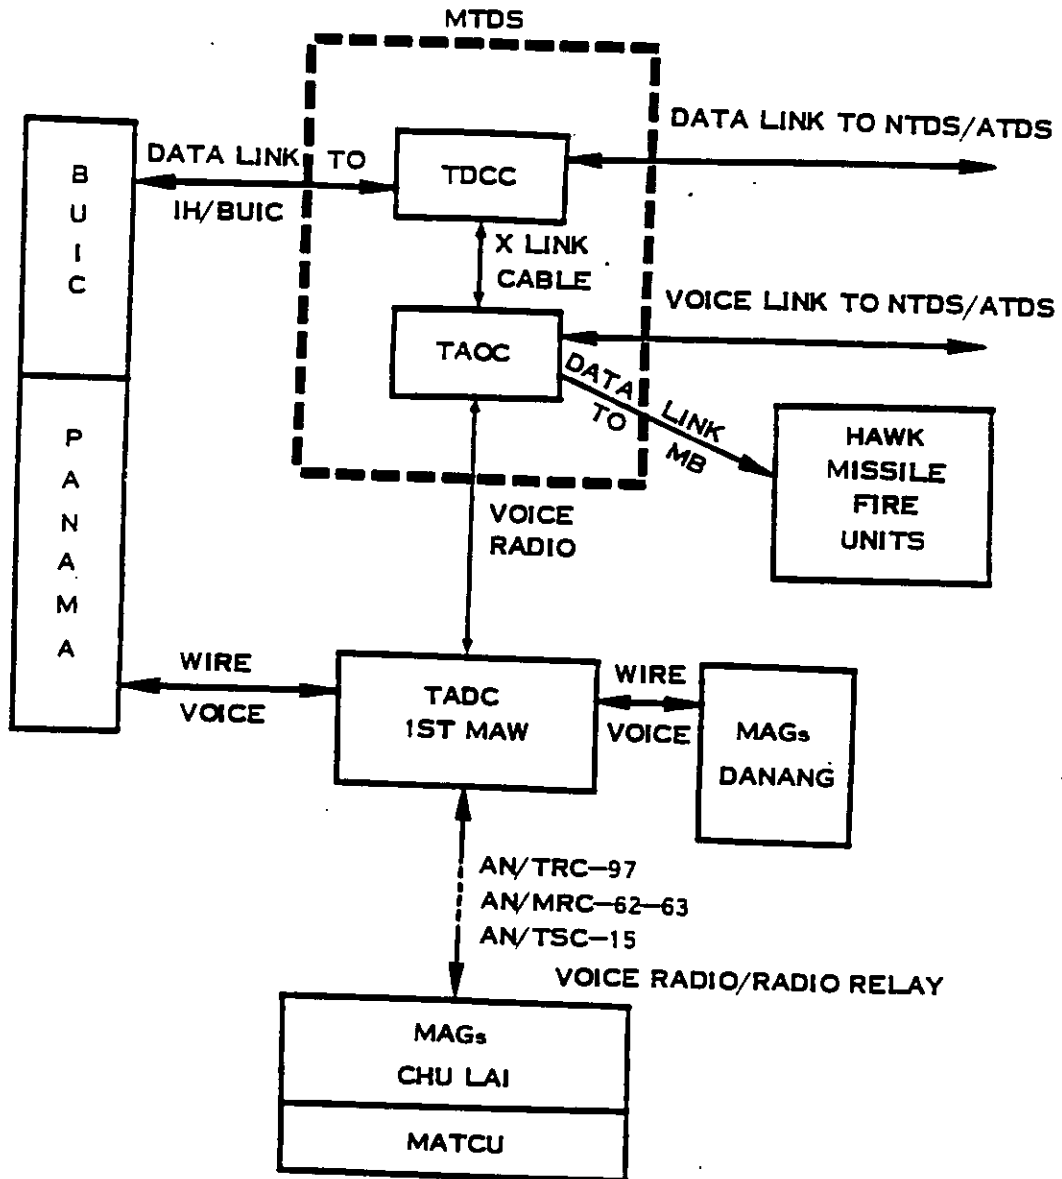 MTDS
DATA LINK TO NTDS/ATDS
DATA LINK TO
IH/BUIC
TDCC
BUIC
X LINK
CABLE
VOICE LINK TO NTDS/ATDS
TAOC
DATA LINK
TO MB
HAWK
MISSILE
FIRE
UNITS
PANAMA
VOICE
RADIO
WIRE
VOICE
TADC
1ST MAW
WIRE
VOICE
MAGs
DANANG
AN/TRC-97
AN/MRC-62-63
AN/TSC-15
VOICE RADIO/RADIO RELAY
MAGs
CHU LAI
MATCU